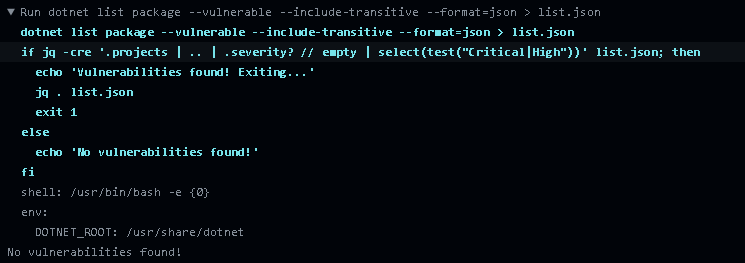 ▼ Run dotnet list package --vulnerable --include-transitive --format=json > list.json
dotnet list package --vulnerable --include-transitive --format=json > list.json
if jq -cre '.projects | .. | .severity? // empty | select(test("Critical|High"))' list.json; then
echo 'Vulnerabilities found! Exiting...'
jq . list.json
exit 1
else
echo 'No vulnerabilities found!'
fi
shell: /usr/bin/bash -e {0}
env:
DOTNET_ROOT: /usr/share/dotnet
No vulnerabilities found!